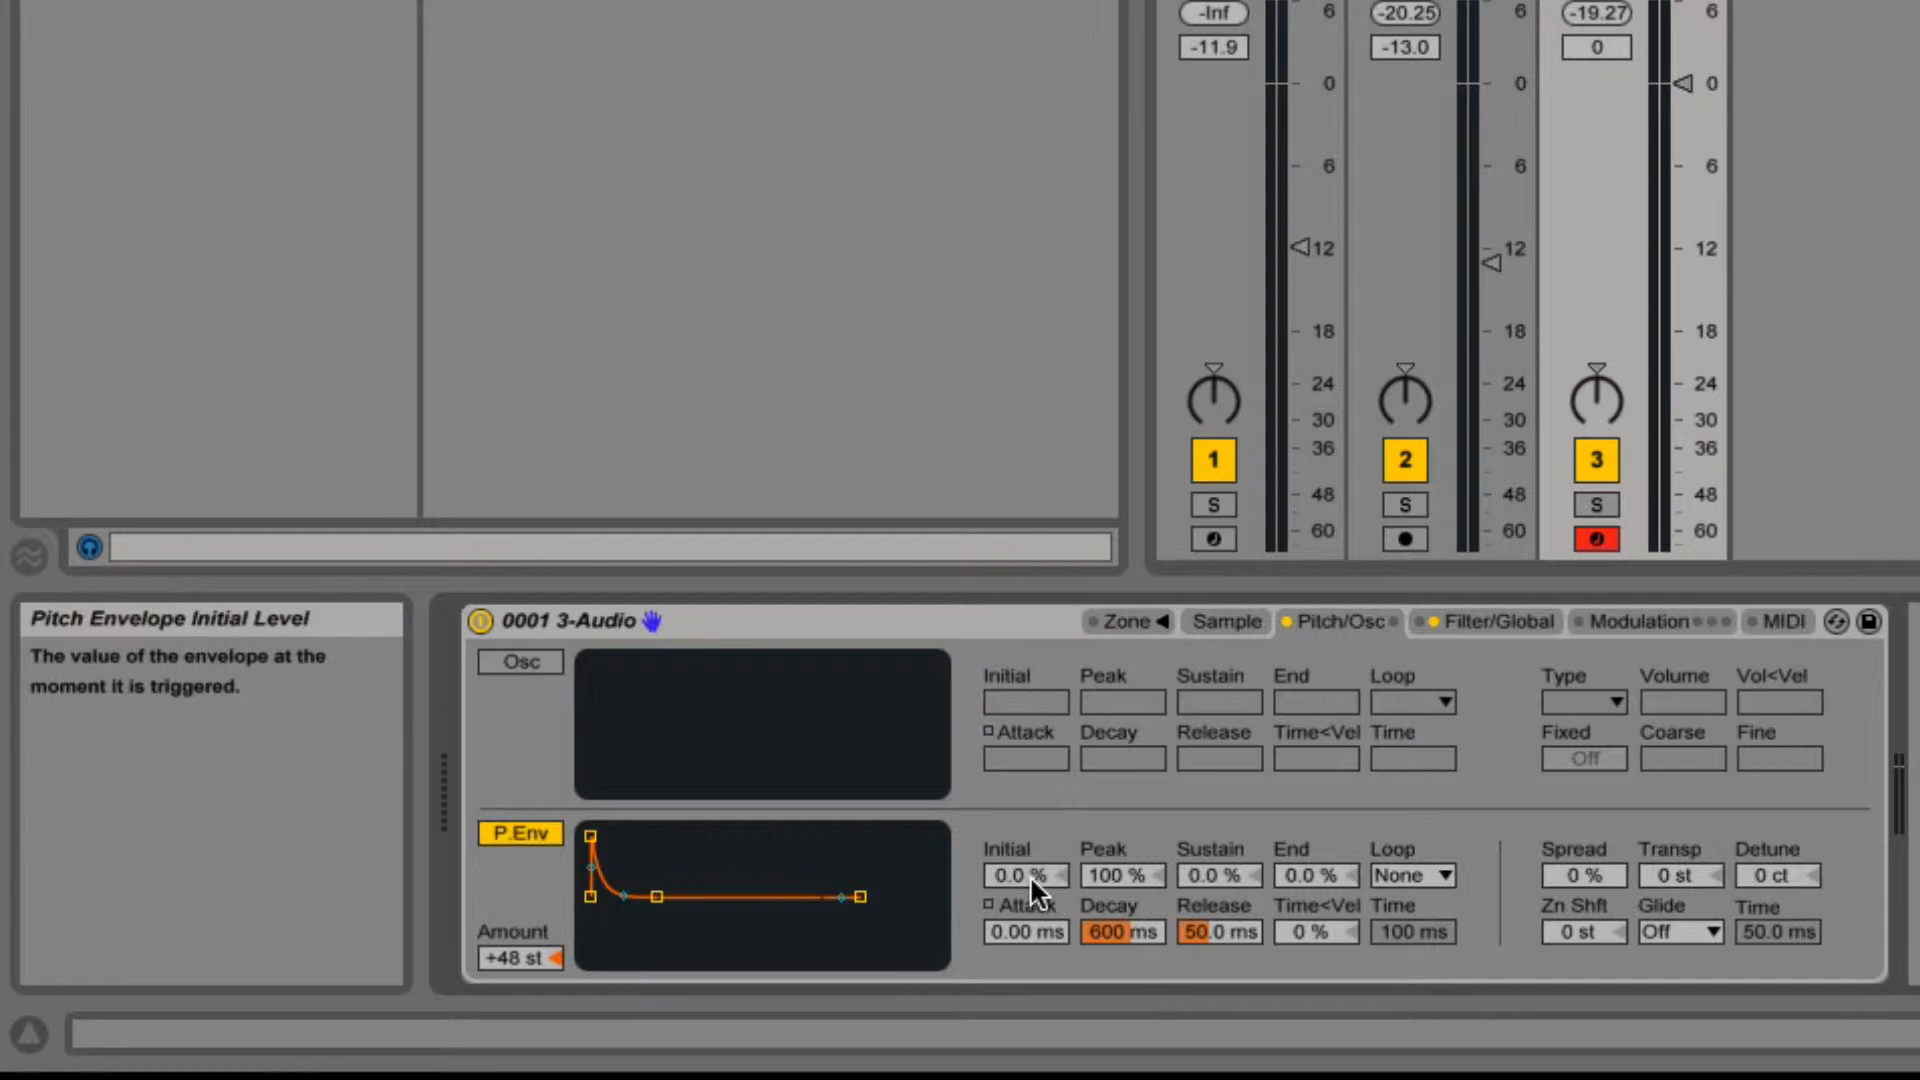 -Inf 6 -20.25 6 -19.27 6
-11.9 -13.0 0
0 0 0
6 6 6
12 12 12
18 18 18
24 24 24
30 30 30
36 36 36
1 2 3
48 48 48
S S S
60 60 60
Pitch Envelope Initial Level
The value of the envelope at the
moment it is triggered.
0001 3-Audio Zone Sample Pitch/Osc Filter/Global Modulation MIDI
Osc
Initial Peak Sustain End Loop Type Volume Vol<Vel
Attack Decay Release Time<Vel Time Fixed Coarse Fine
Off
P.Env
Initial Peak Sustain End Loop Spread Transp Detune
0.0 % 100 % 0.0 % 0.0 % None 0 % 0 st 0 ct
Attack Decay Release Time<Vel Time Zn Shft Glide Time
0.00 ms 600 ms 50.0 ms 0 % 100 ms 0 st Off 50.0 ms
Amount
+48 st